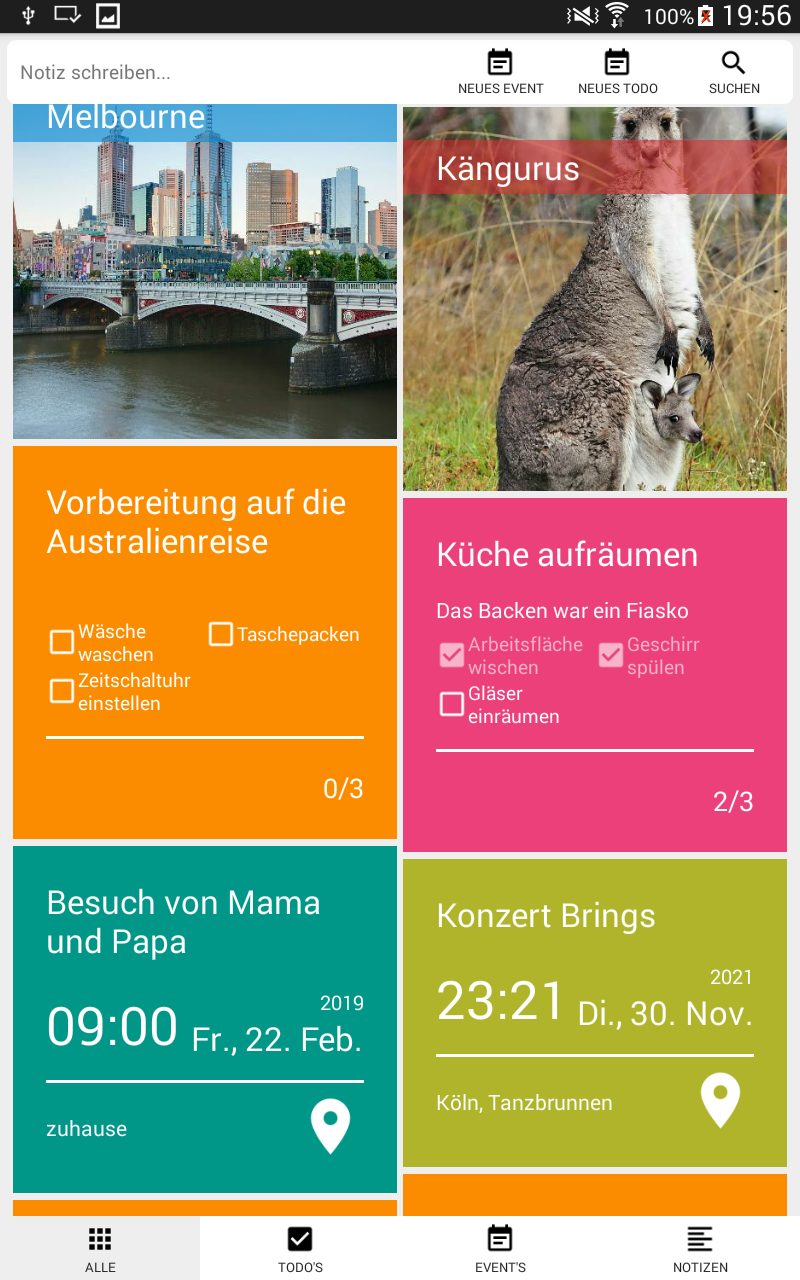 100% 19:56
Notiz schreiben...
NEUES EVENT
NEUES TODO
SUCHEN
Melbourne
Kängurus
Vorbereitung auf die
Australienreise
Wäsche
waschen
Taschepacken
Zeitschaltuhr
einstellen
0/3
Küche aufräumen
Das Backen war ein Fiasko
Arbeitsfläche
wischen
Geschirr
spülen
Gläser
einräumen
2/3
Besuch von Mama
und Papa
2019
09:00 Fr., 22. Feb.
zuhause
Konzert Brings
2021
23:21 Di., 30. Nov.
Köln, Tanzbrunnen
ALLE
TODO'S
EVENT'S
NOTIZEN